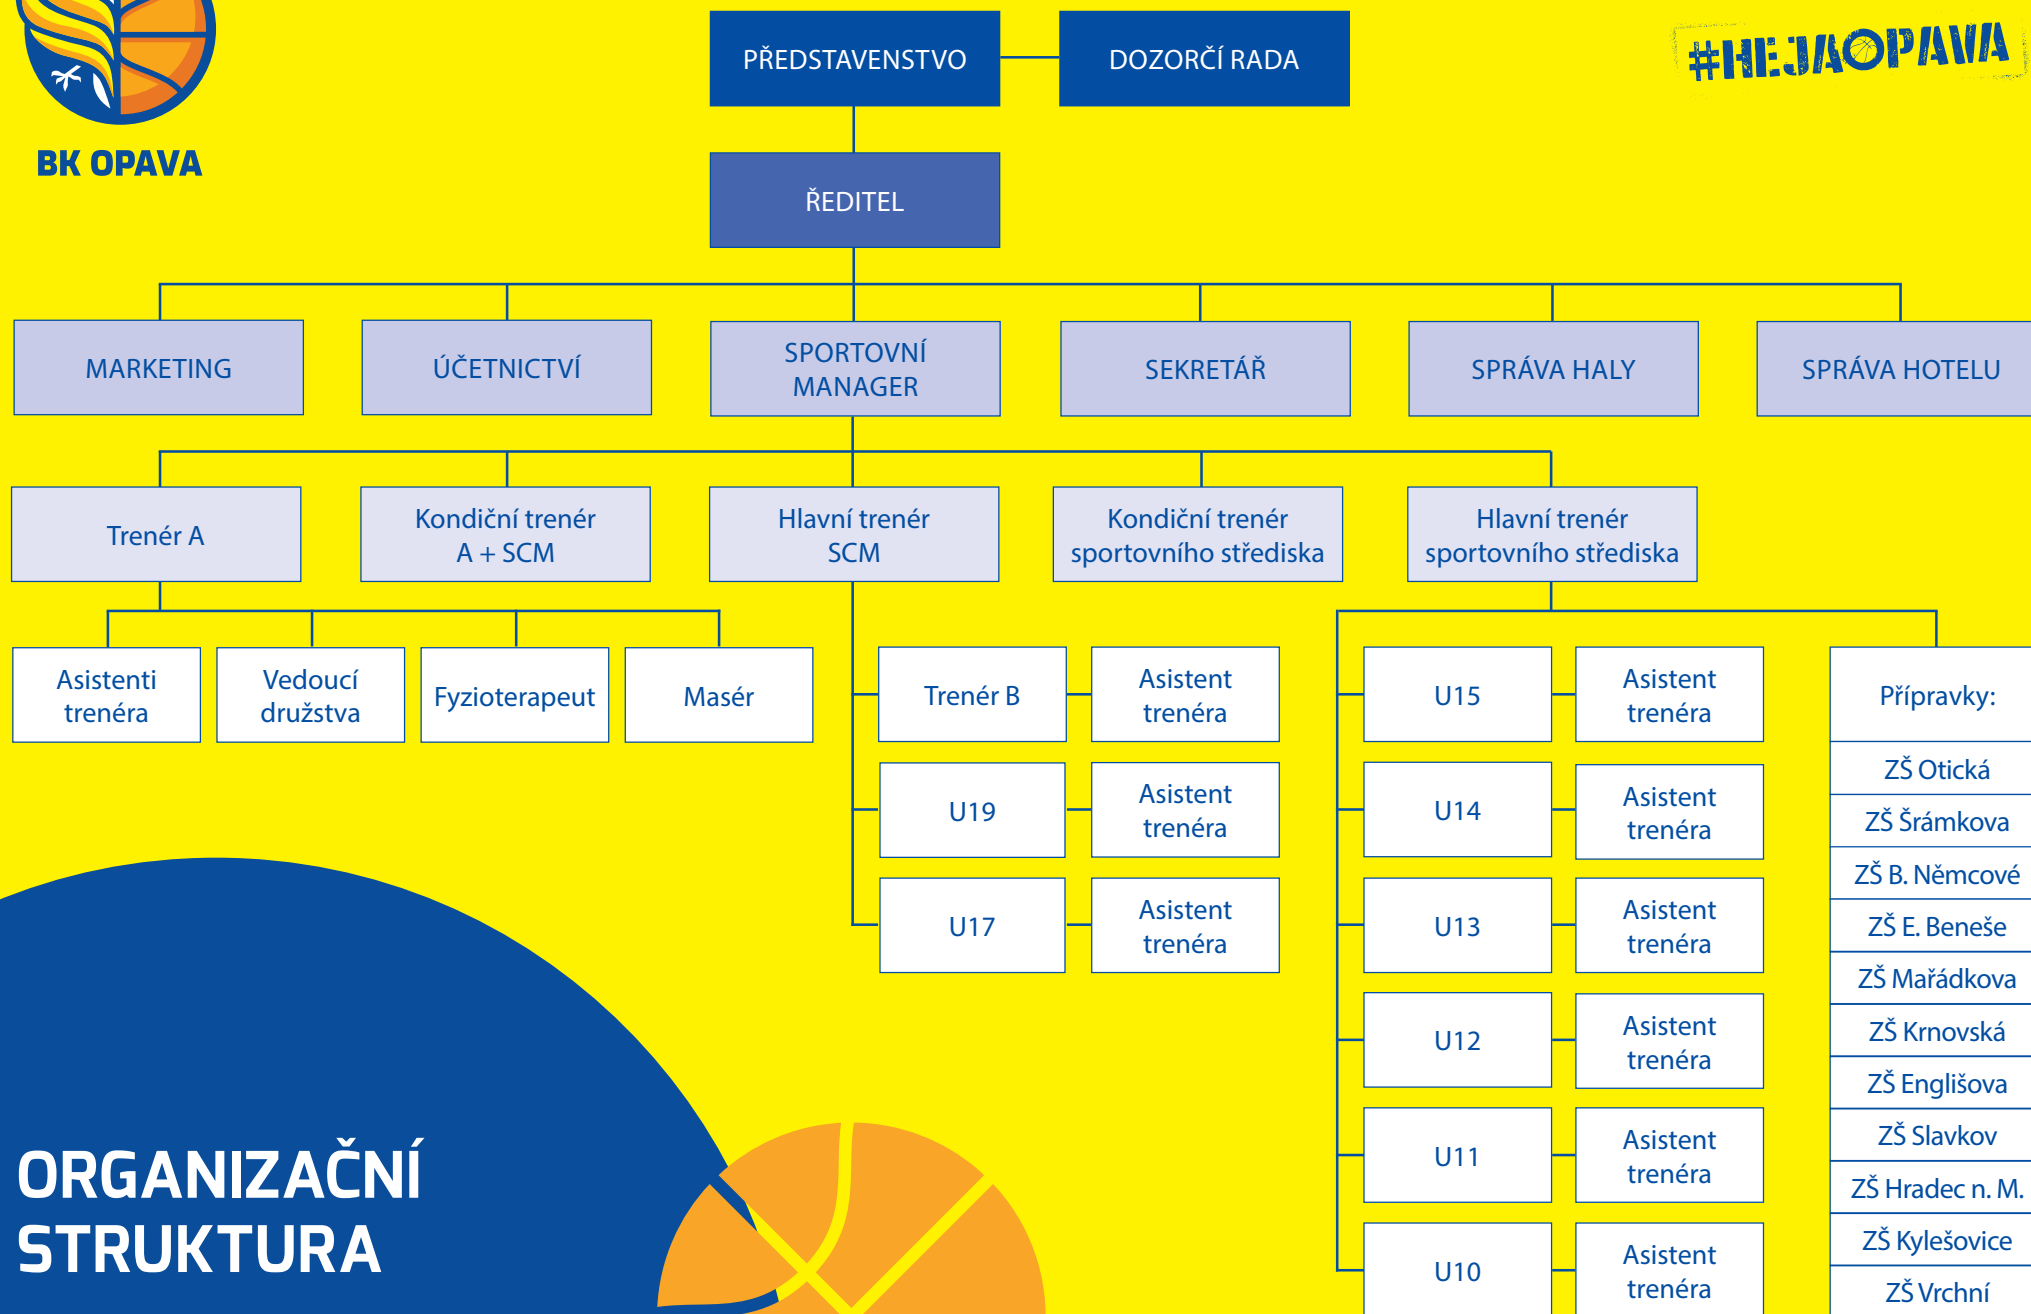 PŘEDSTAVENSTVO
DOZORČÍ RADA
#HEJAOPAVA
BK OPAVA
ŘEDITEL
MARKETING
ÚČETNICTVÍ
SPORTOVNÍ
MANAGER
SEKRETÁŘ
SPRÁVA HALY
SPRÁVA HOTELU
Trenér A
Kondiční trenér
A + SCM
Hlavní trenér
SCM
Kondiční trenér
sportovního střediska
Hlavní trenér
sportovního střediska
Asistenti
trenéra
Vedoucí
družstva
Fyzioterapeut
Masér
Trenér B
Asistent
trenéra
U19
Asistent
trenéra
U17
Asistent
trenéra
U15
Asistent
trenéra
U14
Asistent
trenéra
U13
Asistent
trenéra
U12
Asistent
trenéra
U11
Asistent
trenéra
U10
Asistent
trenéra
Přípravky:
ZŠ Otická
ZŠ Šrámkova
ZŠ B. Němcové
ZŠ E. Beneše
ZŠ Mařádkova
ZŠ Krnovská
ZŠ Englišova
ZŠ Slavkov
ZŠ Hradec n. M.
ZŠ Kylešovice
ZŠ Vrchní
ORGANIZAČNÍ
STRUKTURA